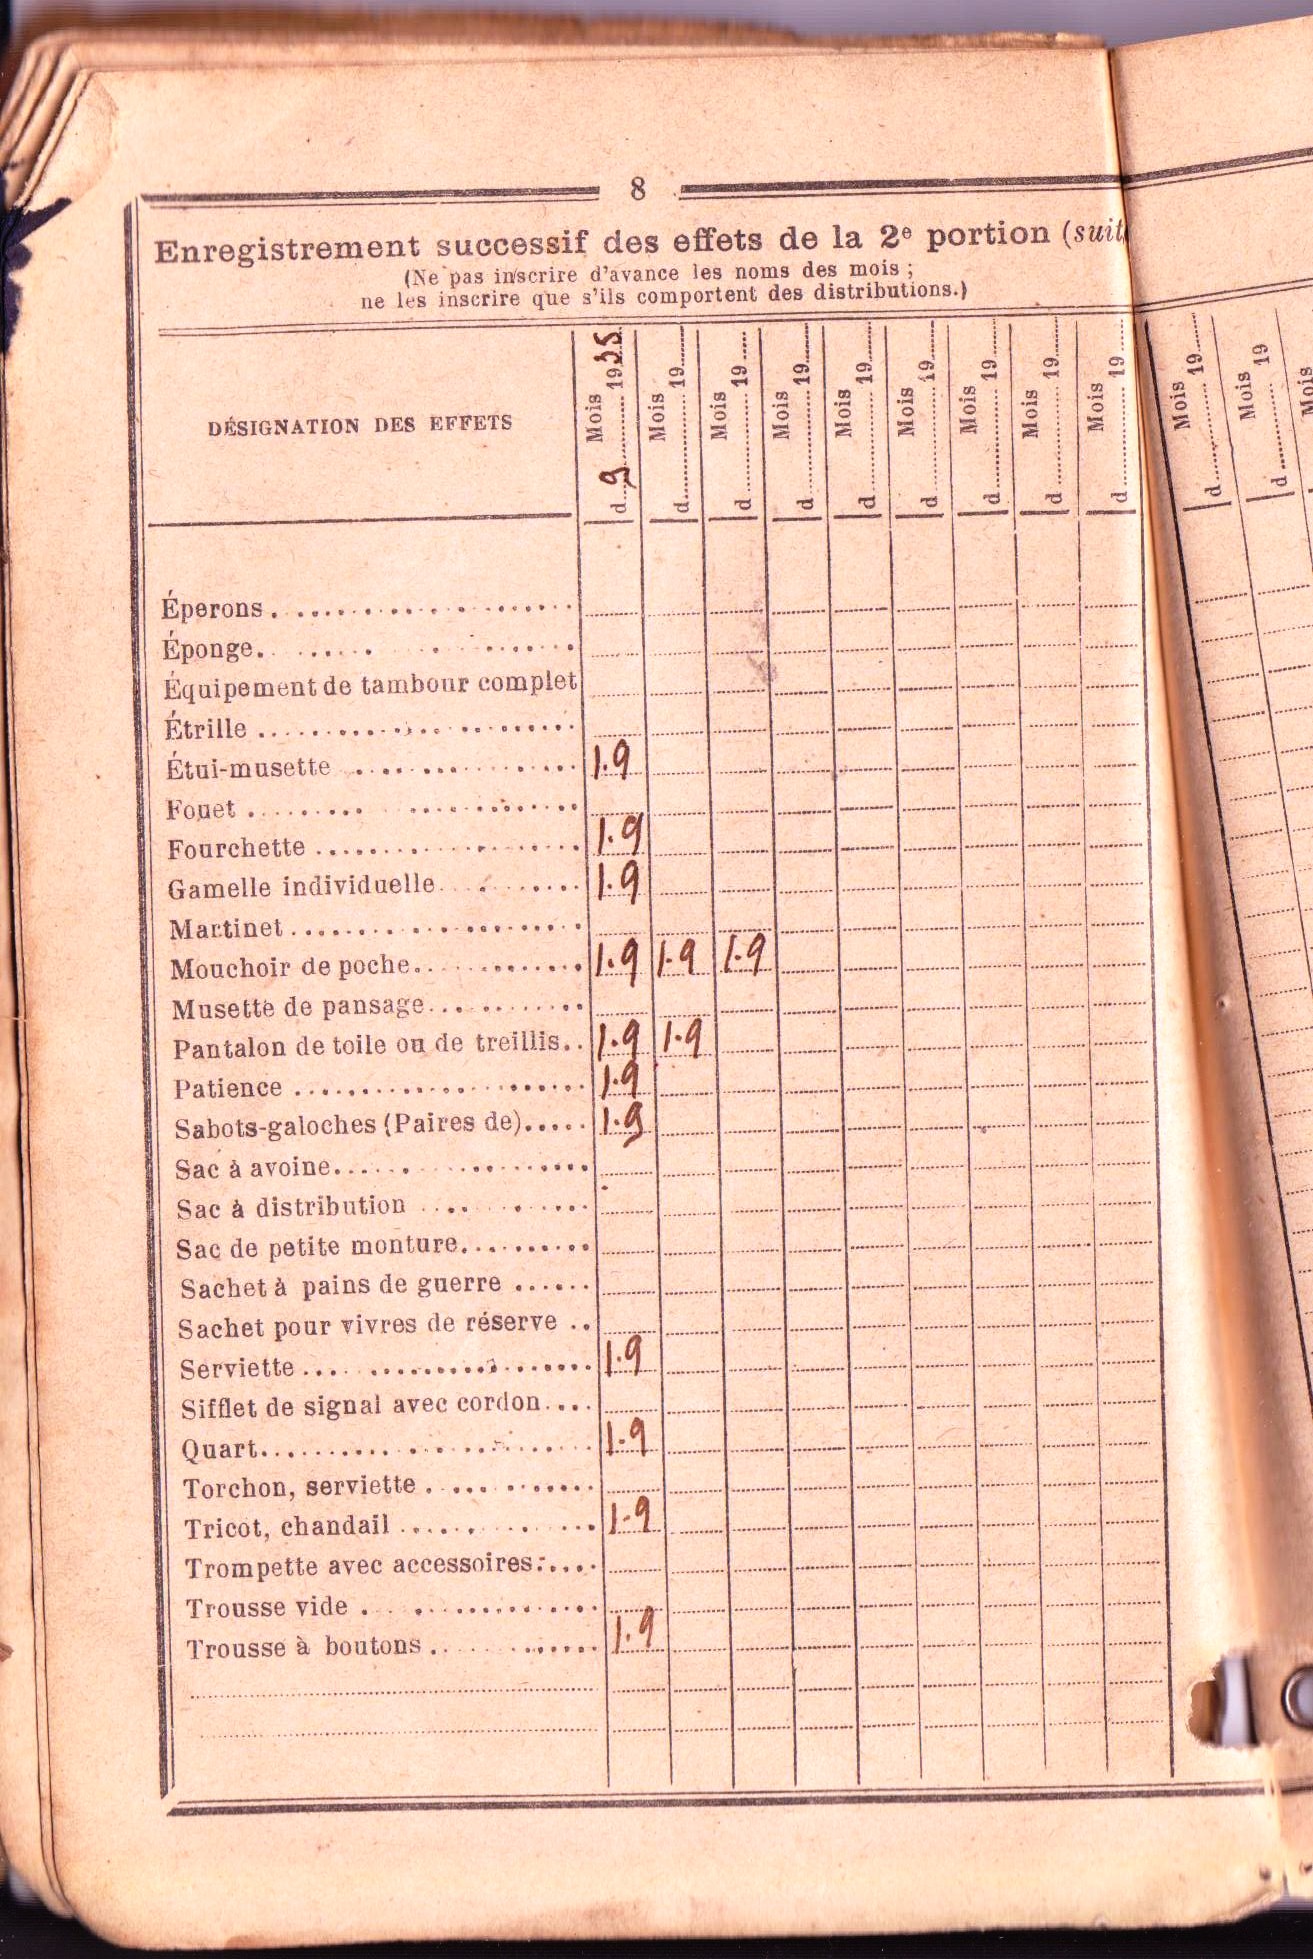 8
Enregistrement successif des effets de la 2e portion (suit
(Ne pas inscrire d'avance les noms des mois ;
ne les inscrire que s'ils comportent des distributions.)
DÉSIGNATION DES EFFETS
Mois d 9 1935
Mois d 19
Mois d 19
Mois d 19
Mois d 19
Mois d 19
Mois d 19
Mois d 19
Mois d 19
Mois d 19
Mois d 19
Mois
Éperons
Éponge
Équipement de tambour complet
Étrille
Étui-musette 1.9
Fouet
Fourchette 1.9
Gamelle individuelle 1.9
Martinet
Mouchoir de poche 1.9 1.9 1.9
Musette de pansage
Pantalon de toile ou de treillis 1.9 1.9
Patience 1.9
Sabots-galoches (Paires de) 1.9
Sac à avoine
Sac à distribution
Sac de petite monture
Sachet à pains de guerre
Sachet pour vivres de réserve
Serviette 1.9
Sifflet de signal avec cordon
Quart 1.9
Torchon, serviette
Tricot, chandail 1.9
Trompette avec accessoires
Trousse vide
Trousse à boutons 1.9